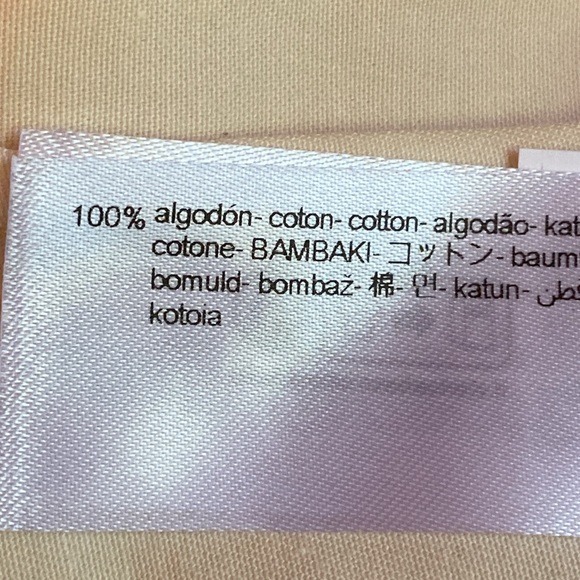 100% algodón- coton- cotton- algodão- kat
cotone- BAMBAKI- コットン- baum
bomuld- bombaž- 棉- 면- katun- قطن
kotoia